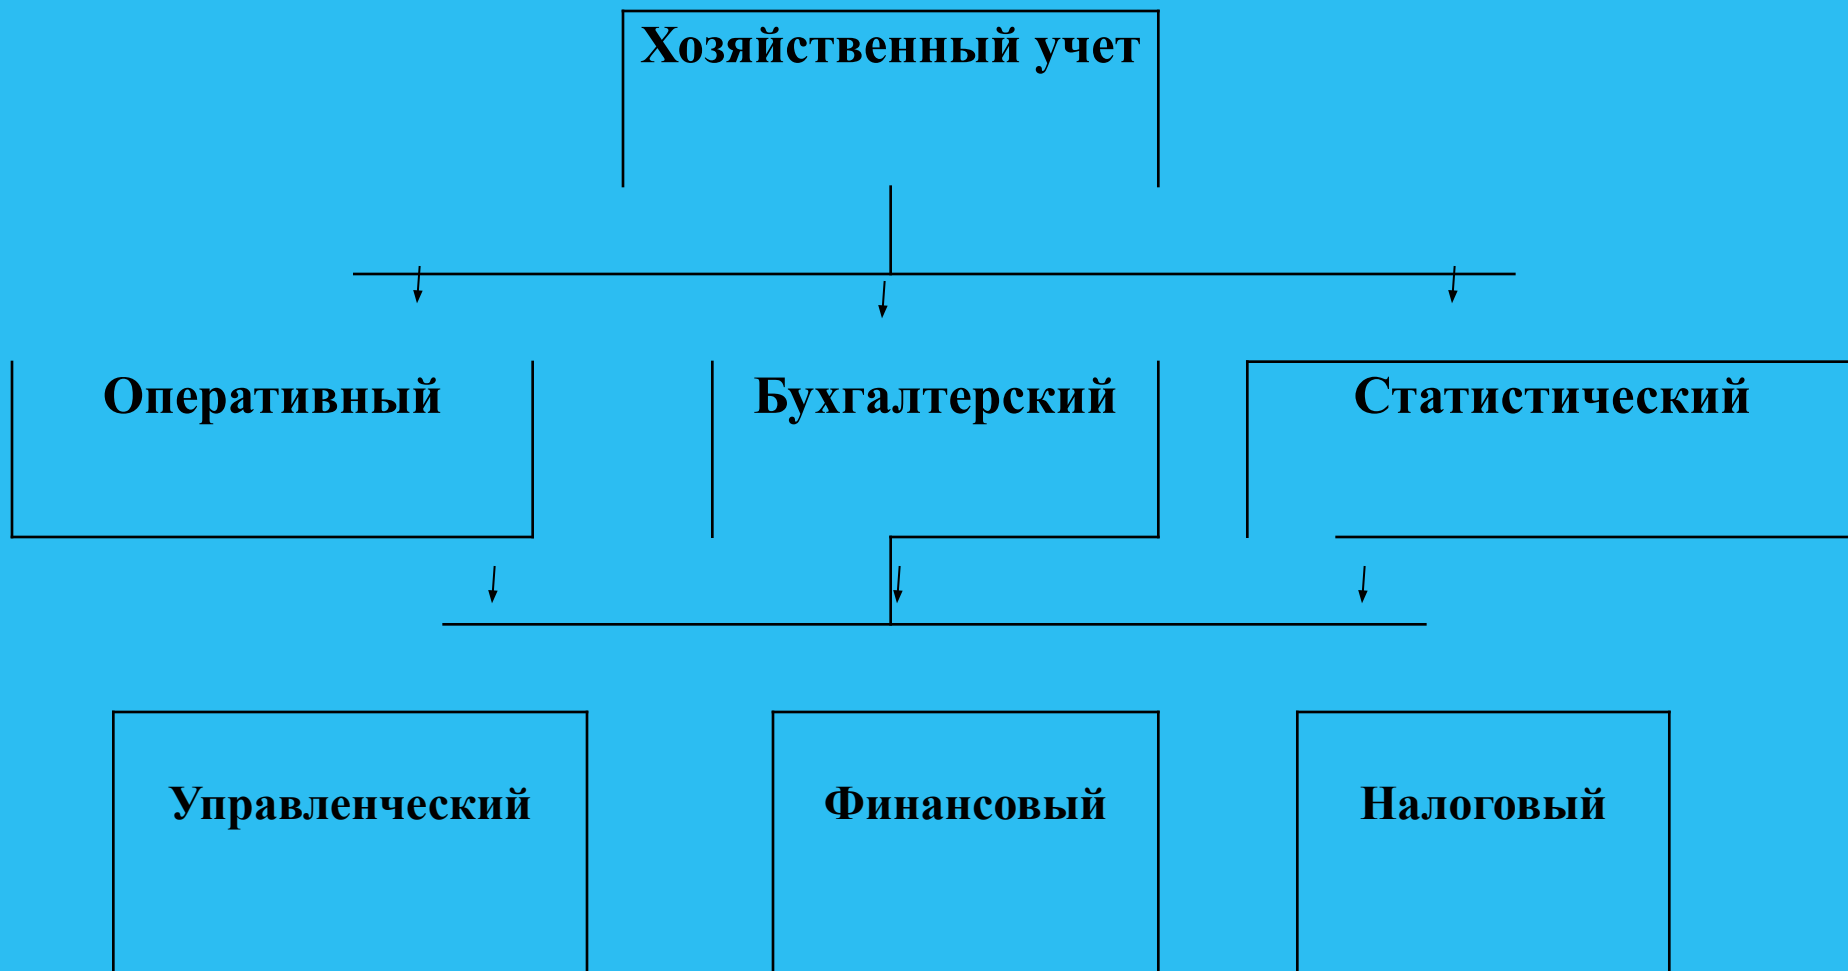 Хозяйственный учет
Оперативный
Бухгалтерский
Статистический
Управленческий
Финансовый
Налоговый